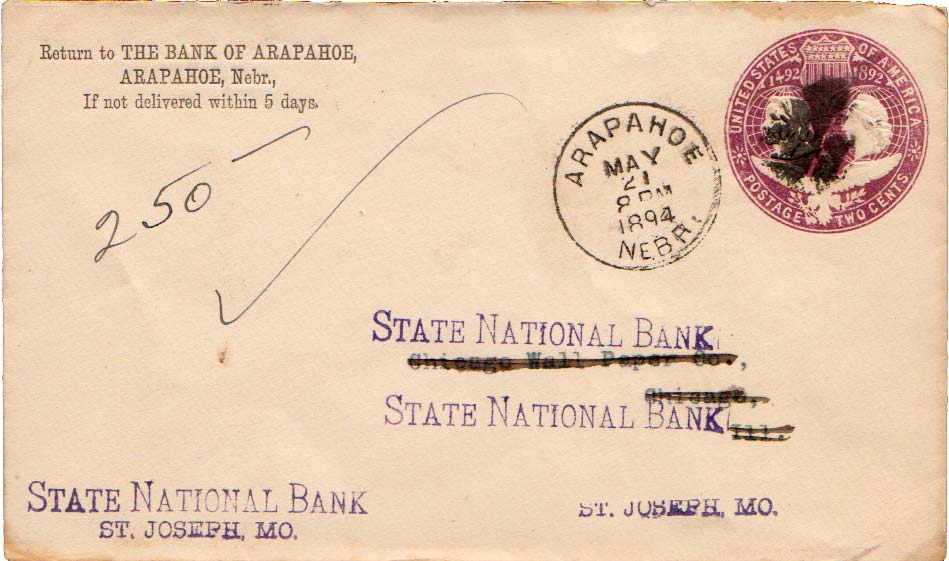 Return to THE BANK OF ARAPAHOE,
ARAPAHOE, Nebr.,
If not delivered within 5 days.
UNITED STATES OF AMERICA
1492 1892
POSTAGE TWO CENTS.
ARAPAHOE
MAY
21
8 PM
1894
NEBR.
250
STATE NATIONAL BANK
Chicago Wall Paper Co.,
Chicago,
STATE NATIONAL BANK
Ill.
STATE NATIONAL BANK
ST. JOSEPH, MO.
ST. JOSEPH, MO.